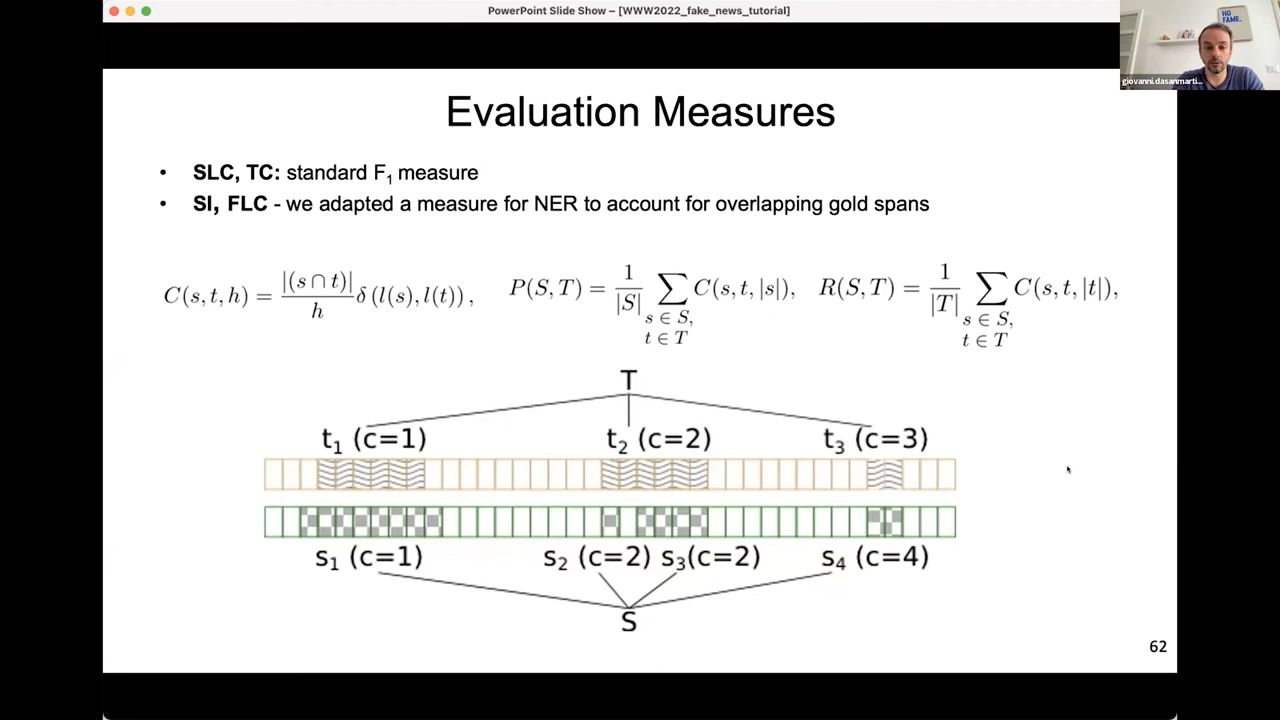 PowerPoint Slide Show – [WWW2022_fake_news_tutorial]
NO
FAME.
giovanni.dasanmarti...
Evaluation Measures
• SLC, TC: standard F₁ measure
• SI, FLC - we adapted a measure for NER to account for overlapping gold spans
C(s, t, h) = |(s ∩ t)| / h δ (l(s), l(t)) ,
P(S, T) = 1 / |S| ∑ s ∈ S, t ∈ T C(s, t, |s|),
R(S, T) = 1 / |T| ∑ s ∈ S, t ∈ T C(s, t, |t|),
T
t₁ (c=1) t₂ (c=2) t₃ (c=3)
s₁ (c=1) s₂ (c=2) s₃(c=2) s₄ (c=4)
S
62